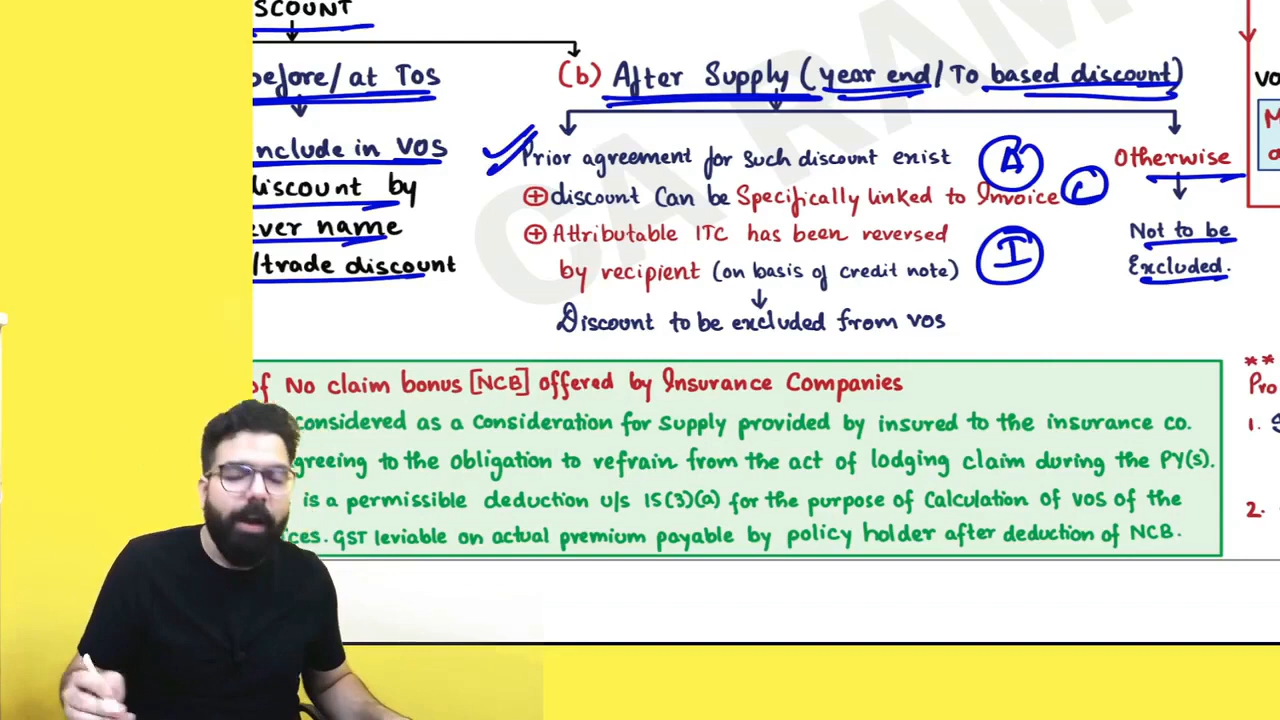 SCOUNT
before/at TOS
nclude in VOS
discount by
ever name
/trade discount
(b) After Supply (year end/TO based discount)
Prior agreement for such discount exist
A
⊕ discount can be Specifically linked to Invoice
⊕ Attributable ITC has been reversed
by recipient (on basis of credit note)
I
Discount to be excluded from VOS
Otherwise
Not to be
Excluded.
VO
M
a
of No claim bonus [NCB] offered by Insurance Companies
considered as a consideration for supply provided by insured to the insurance co.
greeing to the obligation to refrain from the act of lodging claim during the PY(s).
is a permissible deduction u/s 15(3)(a) for the purpose of Calculation of VOS of the
ces. GST leviable on actual premium payable by policy holder after deduction of NCB.
**
Pro
1. S
2.
CA RAM